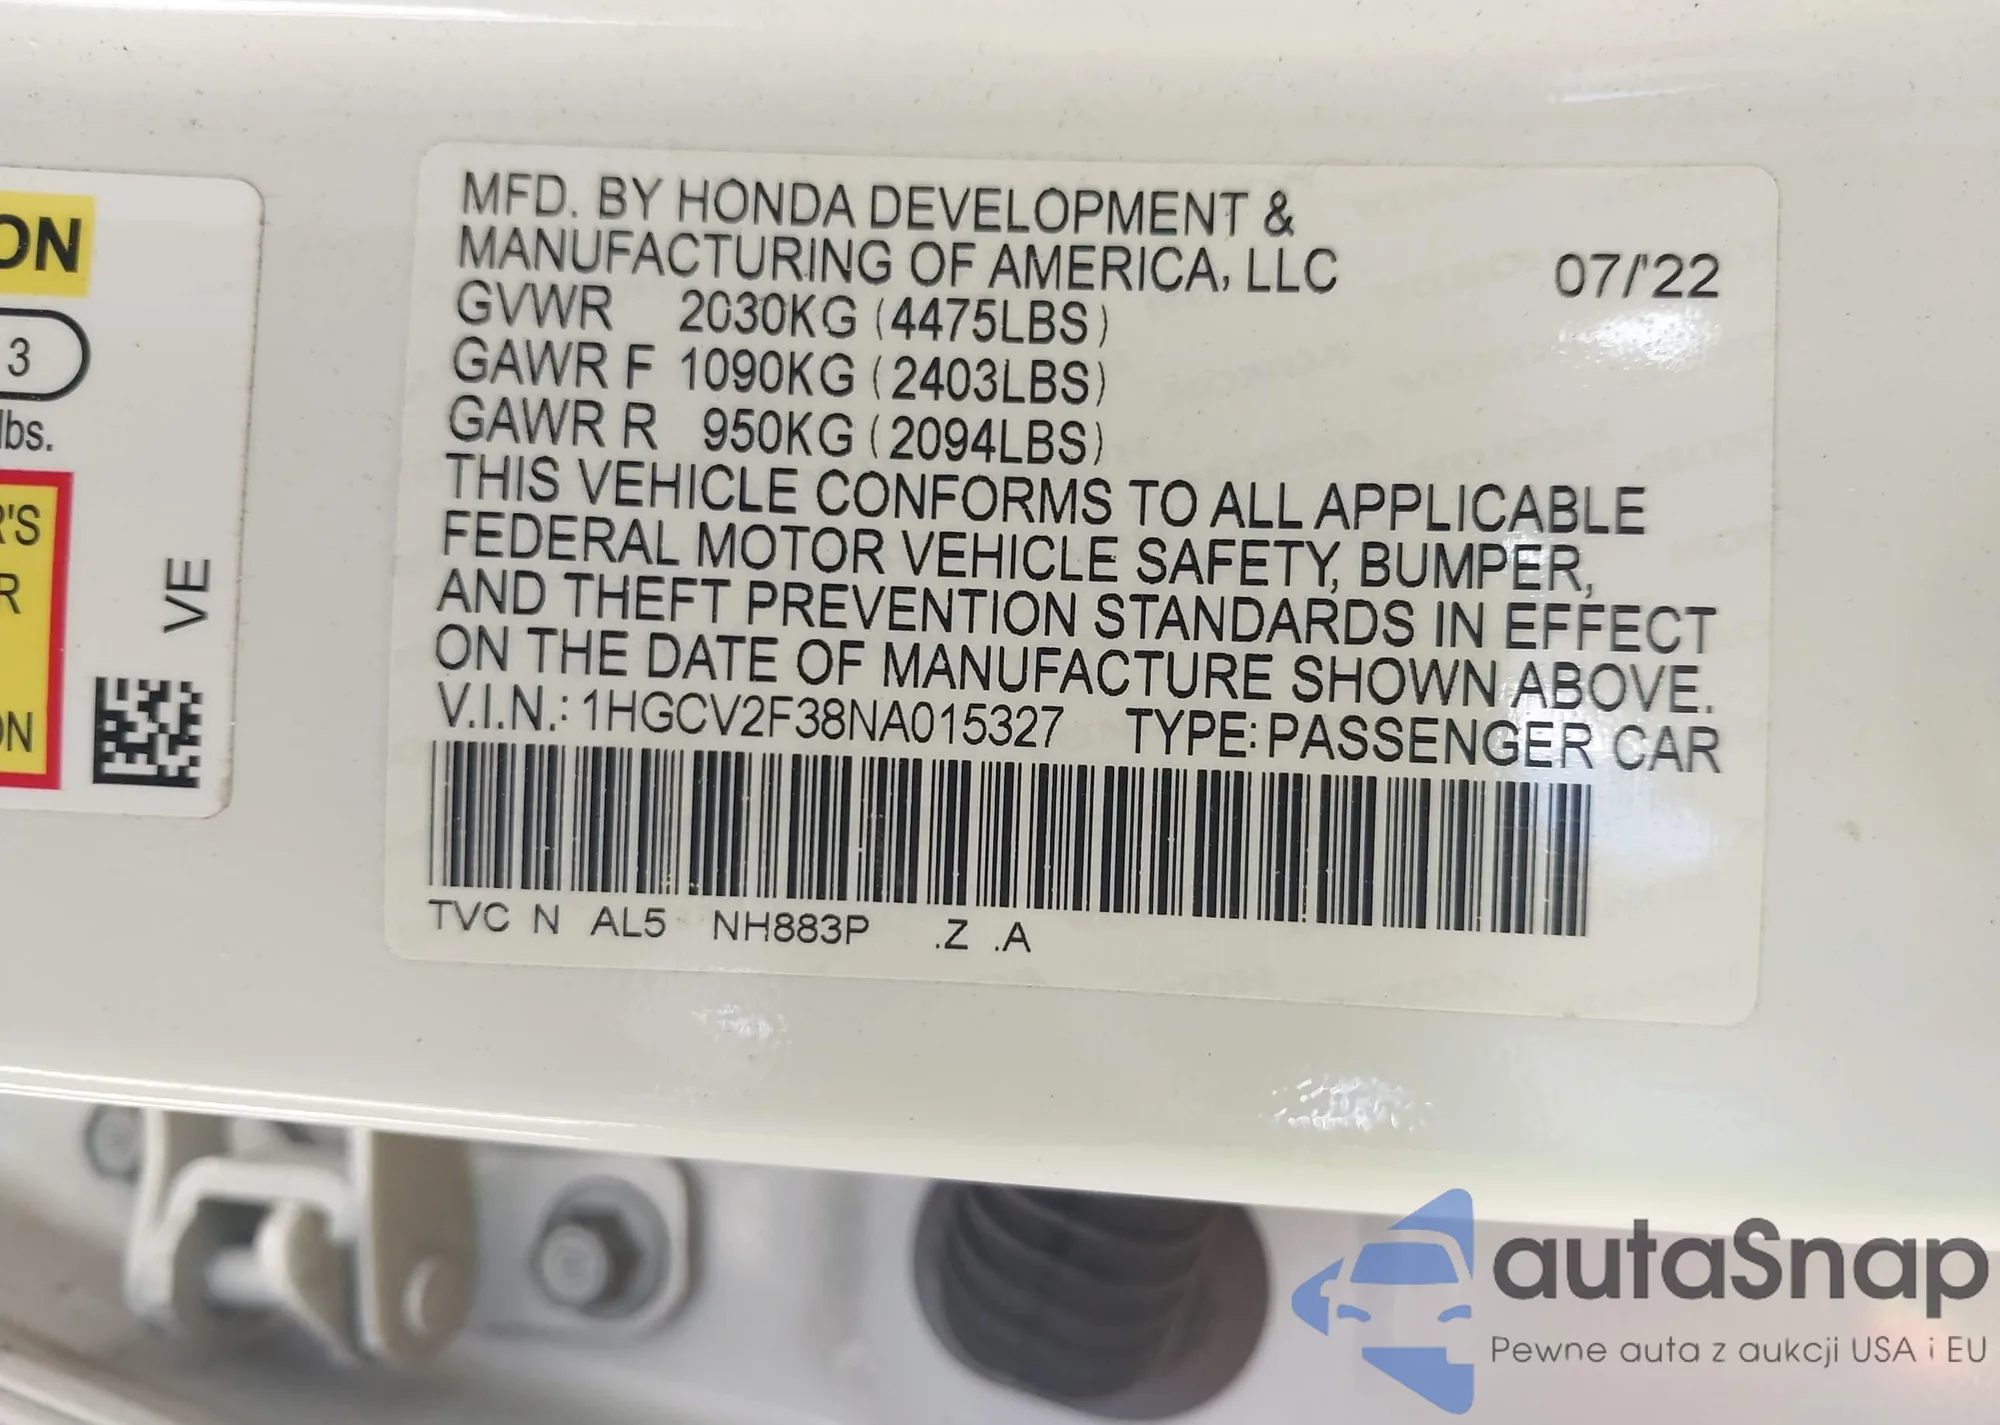 ON
3
lbs.
R'S
R
ON
VE
MFD. BY HONDA DEVELOPMENT &
MANUFACTURING OF AMERICA, LLC 07/'22
GVWR 2030KG (4475LBS)
GAWR F 1090KG (2403LBS)
GAWR R 950KG (2094LBS)
THIS VEHICLE CONFORMS TO ALL APPLICABLE
FEDERAL MOTOR VEHICLE SAFETY, BUMPER,
AND THEFT PREVENTION STANDARDS IN EFFECT
ON THE DATE OF MANUFACTURE SHOWN ABOVE.
V.I.N.: 1HGCV2F38NA015327 TYPE: PASSENGER CAR
TVC N AL5 NH883P .Z .A
autaSnap
Pewne auta z aukcji USA i EU